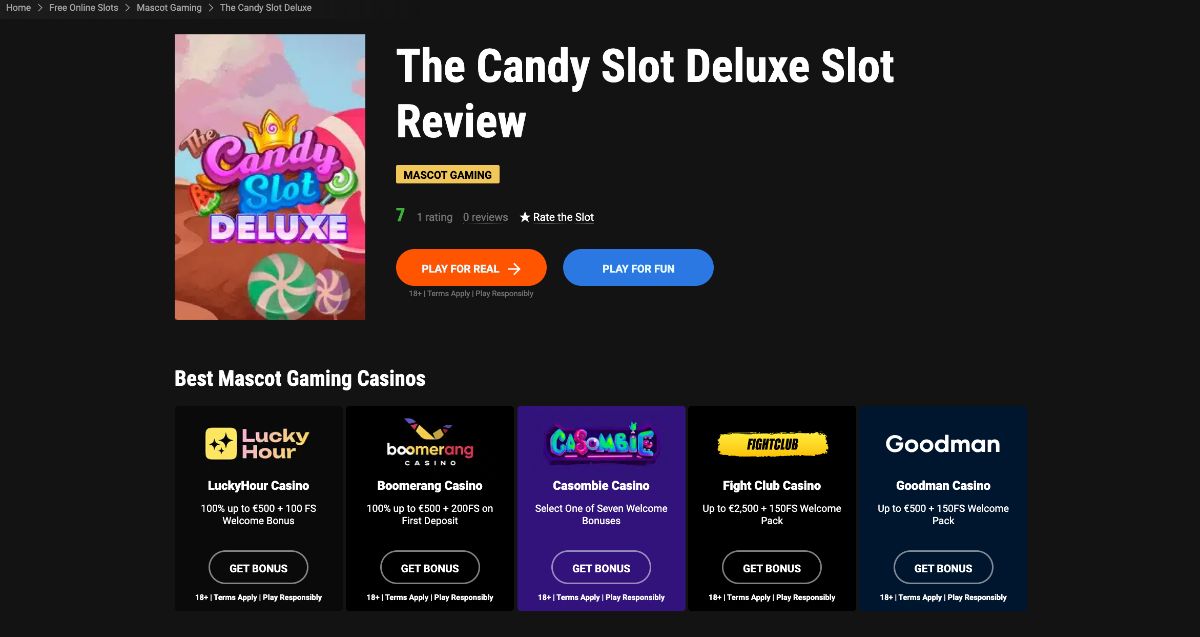 Home > Free Online Slots > Mascot Gaming > The Candy Slot Deluxe
The
Candy
Slot
DELUXE
The Candy Slot Deluxe Slot
Review
MASCOT GAMING
7 1 rating 0 reviews ★ Rate the Slot
PLAY FOR REAL → PLAY FOR FUN
18+ | Terms Apply | Play Responsibly
Best Mascot Gaming Casinos
Lucky
Hour
LuckyHour Casino
100% up to €500 + 100 FS
Welcome Bonus
GET BONUS
18+ | Terms Apply | Play Responsibly
boomerang
CASINO
Boomerang Casino
100% up to €500 + 200FS on
First Deposit
GET BONUS
18+ | Terms Apply | Play Responsibly
CASOMBIE
Casombie Casino
Select One of Seven Welcome
Bonuses
GET BONUS
18+ | Terms Apply | Play Responsibly
FIGHTCLUB
Fight Club Casino
Up to €2,500 + 150FS Welcome
Pack
GET BONUS
18+ | Terms Apply | Play Responsibly
Goodman
Goodman Casino
Up to €500 + 150FS Welcome
Pack
GET BONUS
18+ | Terms Apply | Play Responsibly